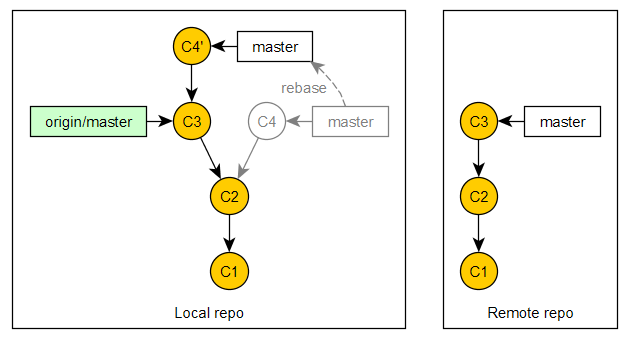 C4'
master
rebase
origin/master
C3
C4
master
C2
C1
Local repo
C3
master
C2
C1
Remote repo